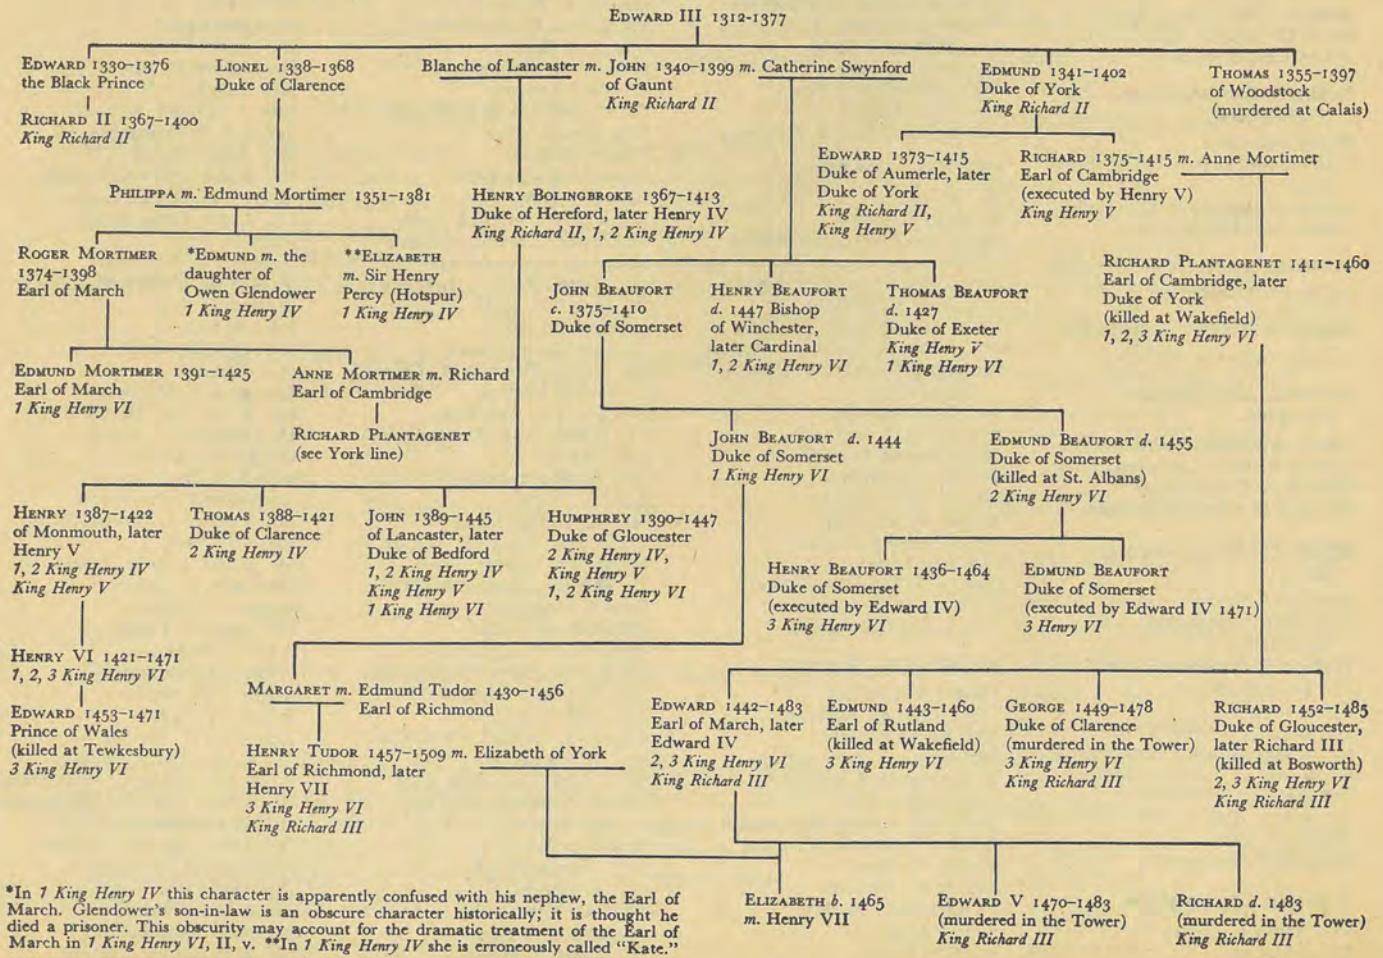 EDWARD III 1312-1377
EDWARD 1330–1376
the Black Prince
RICHARD II 1367–1400
King Richard II
LIONEL 1338–1368
Duke of Clarence
Blanche of Lancaster m. JOHN 1340–1399 m. Catherine Swynford
of Gaunt
King Richard II
EDMUND 1341–1402
Duke of York
King Richard II
THOMAS 1355–1397
of Woodstock
(murdered at Calais)
EDWARD 1373–1415
Duke of Aumerle, later
Duke of York
King Richard II,
King Henry V
RICHARD 1375–1415 m. Anne Mortimer
Earl of Cambridge
(executed by Henry V)
King Henry V
PHILIPPA m. Edmund Mortimer 1351–1381
HENRY BOLINGBROKE 1367–1413
Duke of Hereford, later Henry IV
King Richard II, 1, 2 King Henry IV
ROGER MORTIMER
1374–1398
Earl of March
*EDMUND m. the
daughter of
Owen Glendower
1 King Henry IV
**ELIZABETH
m. Sir Henry
Percy (Hotspur)
1 King Henry IV
JOHN BEAUFORT
c. 1375–1410
Duke of Somerset
HENRY BEAUFORT
d. 1447 Bishop
of Winchester,
later Cardinal
1, 2 King Henry VI
THOMAS BEAUFORT
d. 1427
Duke of Exeter
King Henry V
1 King Henry VI
RICHARD PLANTAGENET 1411–1460
Earl of Cambridge, later
Duke of York
(killed at Wakefield)
1, 2, 3 King Henry VI
EDMUND MORTIMER 1391–1425
Earl of March
1 King Henry VI
ANNE MORTIMER m. Richard
Earl of Cambridge
RICHARD PLANTAGENET
(see York line)
JOHN BEAUFORT d. 1444
Duke of Somerset
1 King Henry VI
EDMUND BEAUFORT d. 1455
Duke of Somerset
(killed at St. Albans)
2 King Henry VI
HENRY 1387–1422
of Monmouth, later
Henry V
1, 2 King Henry IV
King Henry V
THOMAS 1388–1421
Duke of Clarence
2 King Henry IV
JOHN 1389–1445
of Lancaster, later
Duke of Bedford
1, 2 King Henry IV
King Henry V
1 King Henry VI
HUMPHREY 1390–1447
Duke of Gloucester
2 King Henry IV,
King Henry V
1, 2 King Henry VI
HENRY BEAUFORT 1436–1464
Duke of Somerset
(executed by Edward IV)
3 King Henry VI
EDMUND BEAUFORT
Duke of Somerset
(executed by Edward IV 1471)
3 Henry VI
HENRY VI 1421–1471
1, 2, 3 King Henry VI
EDWARD 1453–1471
Prince of Wales
(killed at Tewkesbury)
3 King Henry VI
MARGARET m. Edmund Tudor 1430–1456
Earl of Richmond
HENRY TUDOR 1457–1509 m. Elizabeth of York
Earl of Richmond, later
Henry VII
3 King Henry VI
King Richard III
EDWARD 1442–1483
Earl of March, later
Edward IV
2, 3 King Henry VI
King Richard III
EDMUND 1443–1460
Earl of Rutland
(killed at Wakefield)
3 King Henry VI
GEORGE 1449–1478
Duke of Clarence
(murdered in the Tower)
3 King Henry VI
King Richard III
RICHARD 1452–1485
Duke of Gloucester,
later Richard III
(killed at Bosworth)
2, 3 King Henry VI
King Richard III
ELIZABETH b. 1465
m. Henry VII
EDWARD V 1470–1483
(murdered in the Tower)
King Richard III
RICHARD d. 1483
(murdered in the Tower)
King Richard III
*In 1 King Henry IV this character is apparently confused with his nephew, the Earl of
March. Glendower's son-in-law is an obscure character historically; it is thought he
died a prisoner. This obscurity may account for the dramatic treatment of the Earl of
March in 1 King Henry VI, II, v. **In 1 King Henry IV she is erroneously called "Kate."